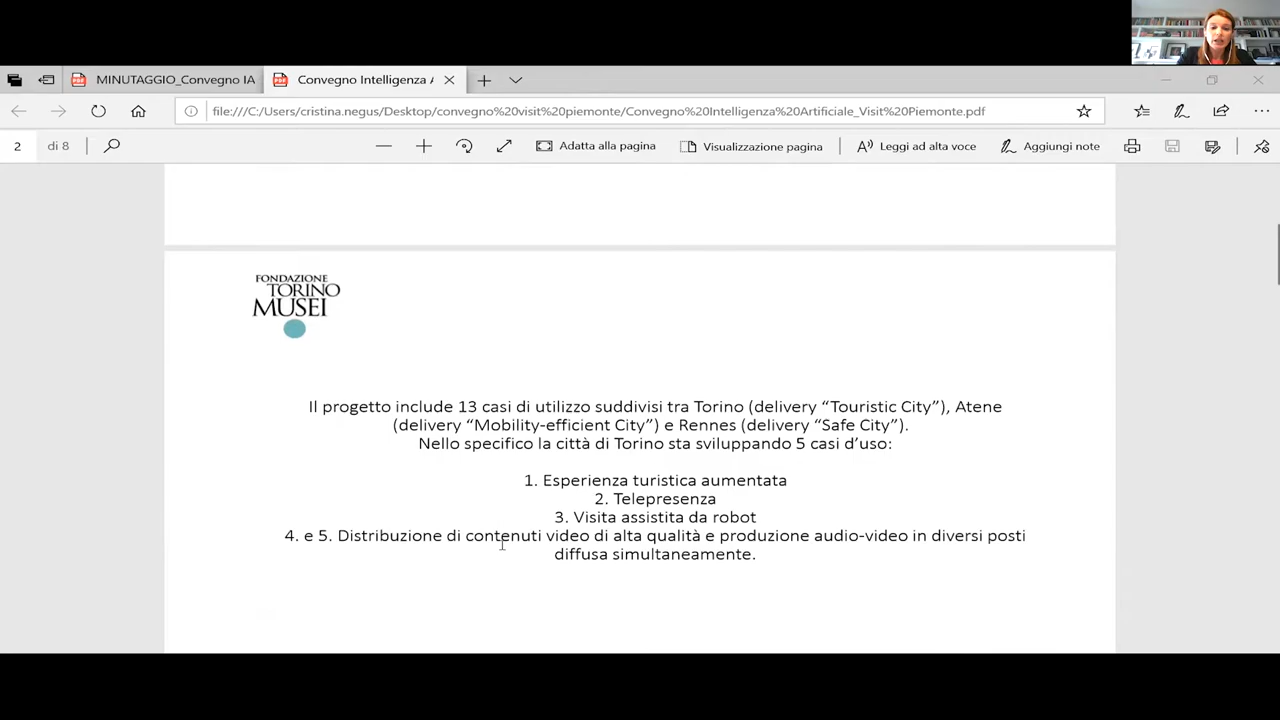 MINUTAGGIO_Convegno IA
Convegno Intelligenza A
file:///C:/Users/cristina.negus/Desktop/convegno%20visit%20piemonte/Convegno%20Intelligenza%20Artificiale_Visit%20Piemonte.pdf
2 di 8
Adatta alla pagina
Visualizzazione pagina
Leggi ad alta voce
Aggiungi note
FONDAZIONE
TORINO
MUSEI
Il progetto include 13 casi di utilizzo suddivisi tra Torino (delivery “Touristic City”), Atene
(delivery “Mobility-efficient City”) e Rennes (delivery “Safe City”).
Nello specifico la città di Torino sta sviluppando 5 casi d’uso:
1. Esperienza turistica aumentata
2. Telepresenza
3. Visita assistita da robot
4. e 5. Distribuzione di contenuti video di alta qualità e produzione audio-video in diversi posti
diffusa simultaneamente.